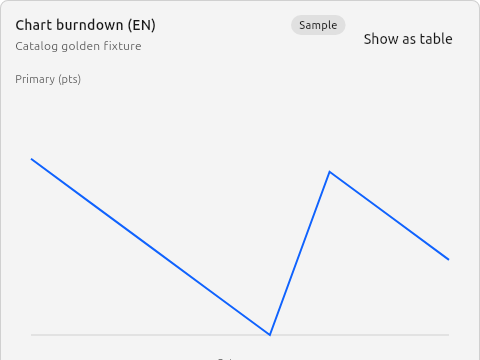 Chart burndown (EN)
Sample
Show as table
Catalog golden fixture
Primary (pts)